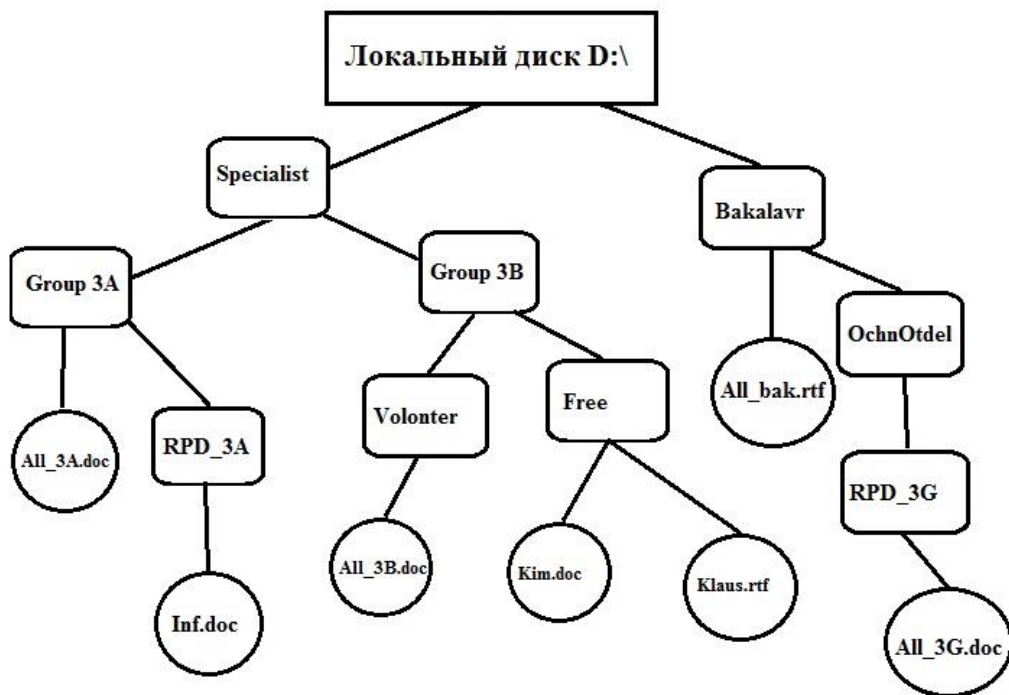 Локальный диск D:\
Specialist
Bakalavr
Group 3A
Group 3B
OchnOtdel
All_bak.rtf
Volonter
Free
All_3A.doc
RPD_3A
RPD_3G
All_3B.doc
Kim.doc
Klaus.rtf
Inf.doc
All_3G.doc